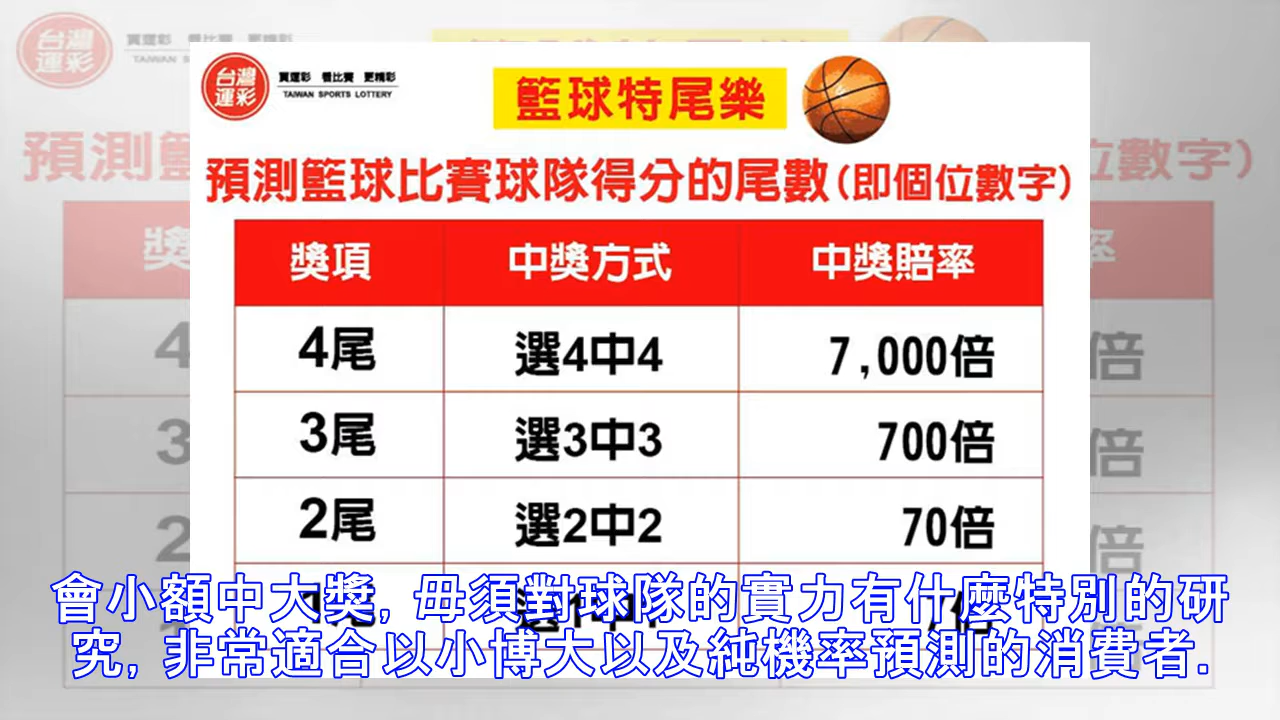 台灣運彩
買運彩 看比賽 更精彩
TAIWAN SPORTS LOTTERY
籃球特尾樂
預測籃球比賽球隊得分的尾數(即個位數字)
獎項 中獎方式 中獎賠率
4尾 選4中4 7,000倍
3尾 選3中3 700倍
2尾 選2中2 70倍
會小額中大獎, 毋須對球隊的實力有什麼特別的研
究, 非常適合以小博大以及純機率預測的消費者.